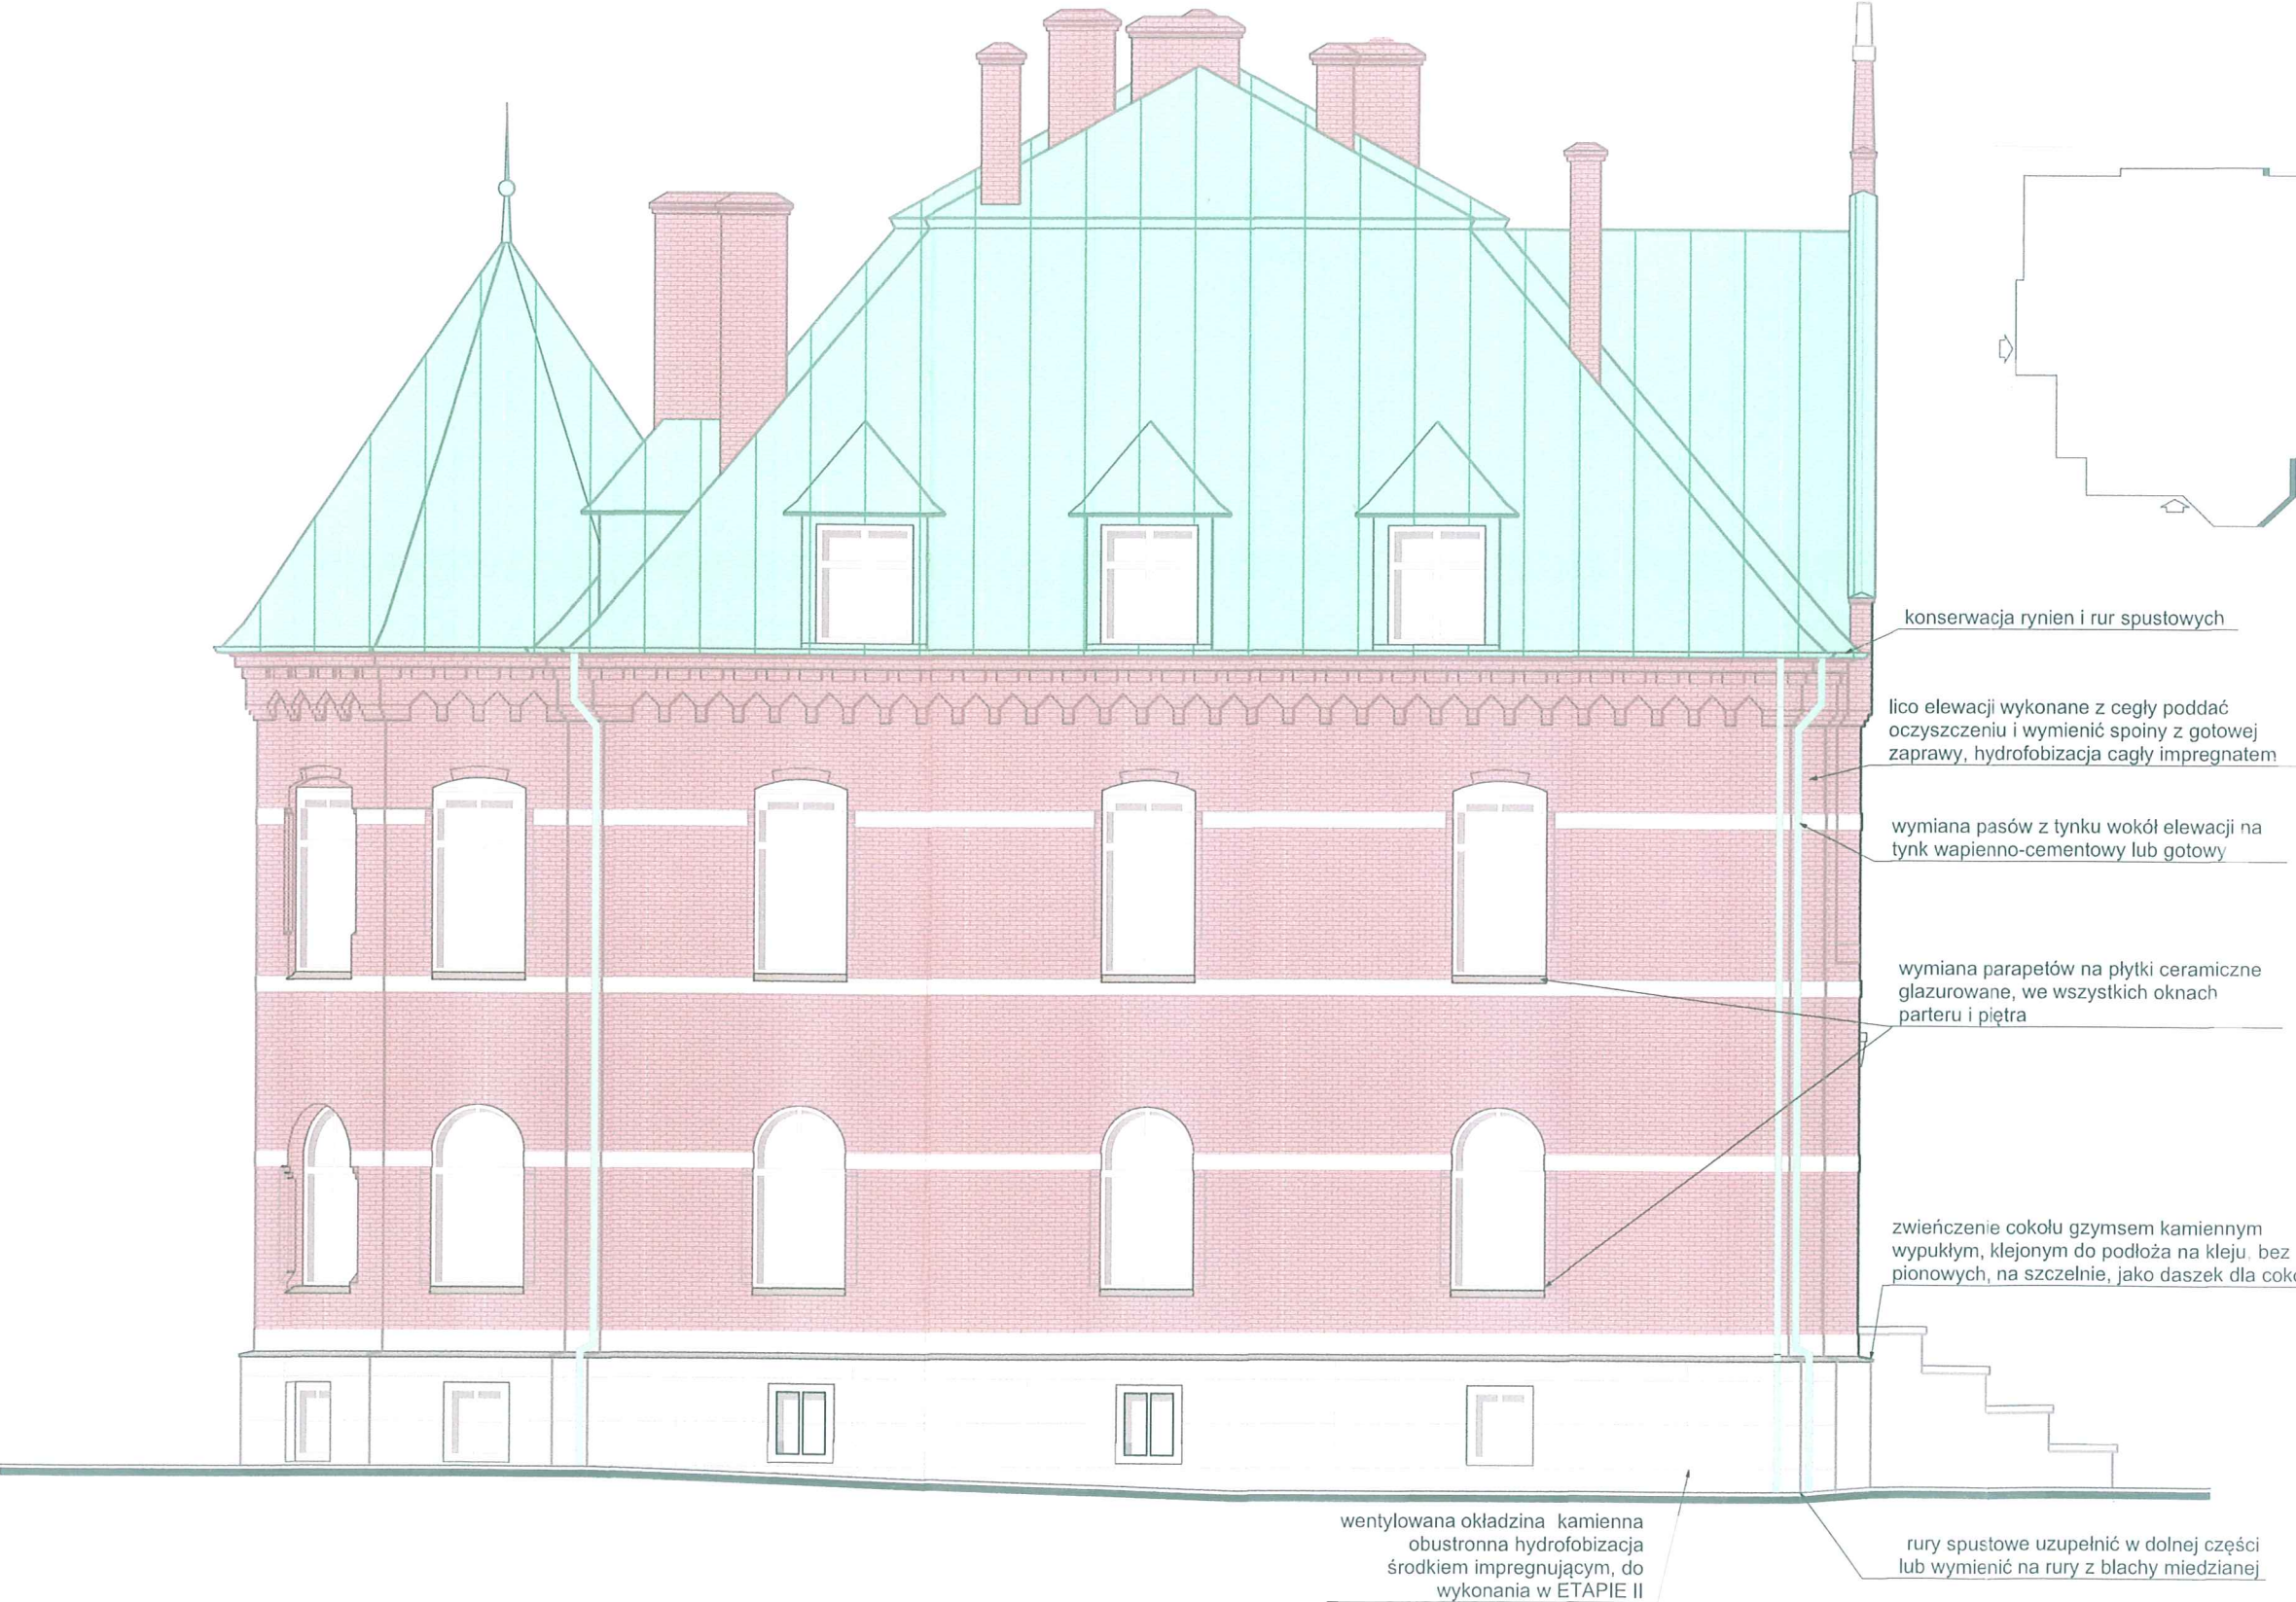 konserwacja rynien i rur spustowych
lico elewacji wykonane z cegły poddać
oczyszczeniu i wymienić spoiny z gotowej
zaprawy, hydrofobizacja cagły impregnatem
wymiana pasów z tynku wokół elewacji na
tynk wapienno-cementowy lub gotowy
wymiana parapetów na płytki ceramiczne
glazurowane, we wszystkich oknach
parteru i piętra
zwieńczenie cokołu gzymsem kamiennym
wypukłym, klejonym do podłoża na kleju, bez
pionowych, na szczelnie, jako daszek dla
wentylowana okładzina kamienna
obustronna hydrofobizacja
środkiem impregnującym, do
wykonania w ETAPIE II
rury spustowe uzupełnić w dolnej części
lub wymienić na rury z blachy miedzianej